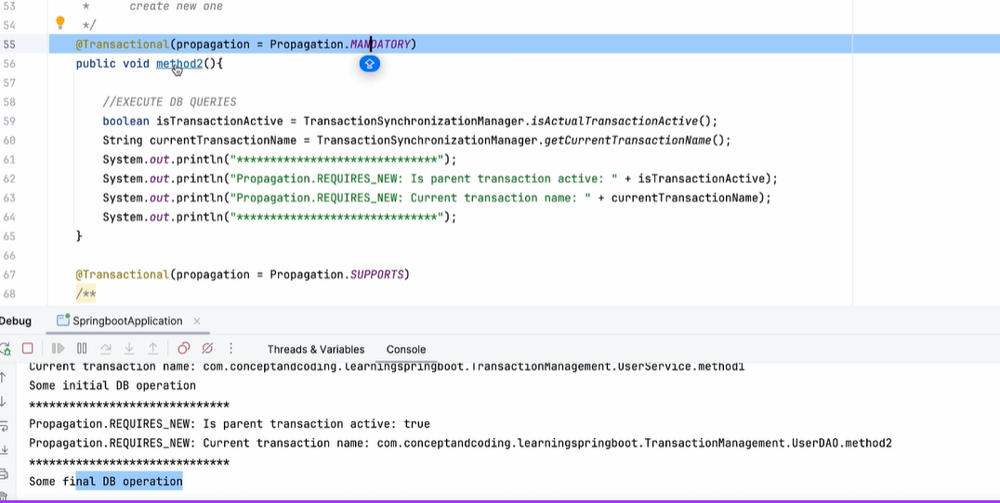 53 * create new one
54 */
55 @Transactional(propagation = Propagation.MANDATORY)
56 public void method2(){
57
58 //EXECUTE DB QUERIES
59 boolean isTransactionActive = TransactionSynchronizationManager.isActualTransactionActive();
60 String currentTransactionName = TransactionSynchronizationManager.getCurrentTransactionName();
61 System.out.println("******************************");
62 System.out.println("Propagation.REQUIRES_NEW: Is parent transaction active: " + isTransactionActive);
63 System.out.println("Propagation.REQUIRES_NEW: Current transaction name: " + currentTransactionName);
64 System.out.println("******************************");
65 }
66
67 @Transactional(propagation = Propagation.SUPPORTS)
68 /**
Debug SpringbootApplication ×
Threads & Variables Console
Current transaction name: com.conceptandcoding.learningspringboot.TransactionManagement.UserService.method1
Some initial DB operation
******************************
Propagation.REQUIRES_NEW: Is parent transaction active: true
Propagation.REQUIRES_NEW: Current transaction name: com.conceptandcoding.learningspringboot.TransactionManagement.UserDAO.method2
******************************
Some final DB operation